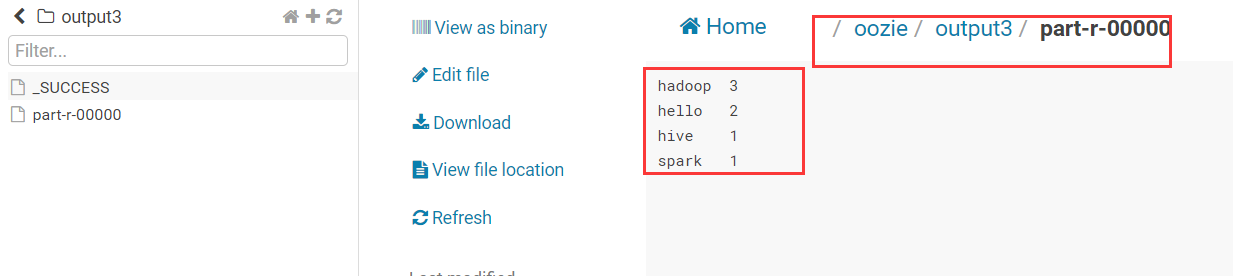 output3
Filter...
_SUCCESS
part-r-00000
View as binary
Edit file
Download
View file location
Refresh
Last modified
Home
/ oozie / output3 / part-r-00000
hadoop 3
hello 2
hive 1
spark 1